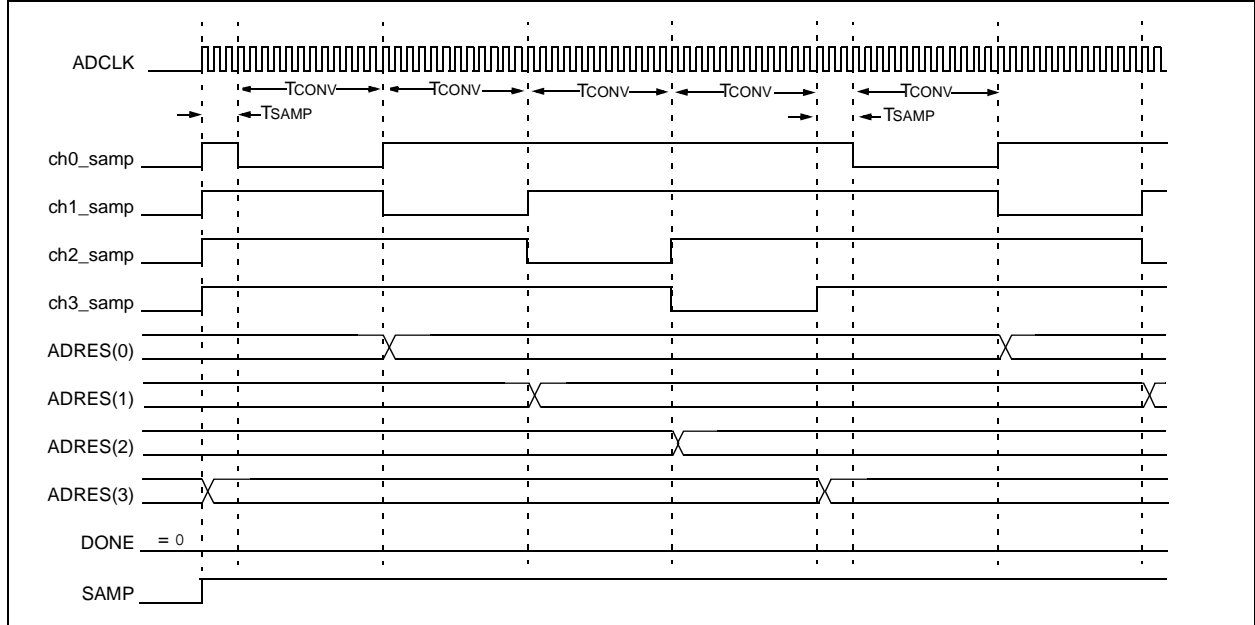 ADCLK
TCONV TCONV TCONV TCONV TCONV
TSAMP TSAMP
ch0_samp
ch1_samp
ch2_samp
ch3_samp
ADRES(0)
ADRES(1)
ADRES(2)
ADRES(3)
DONE = 0
SAMP